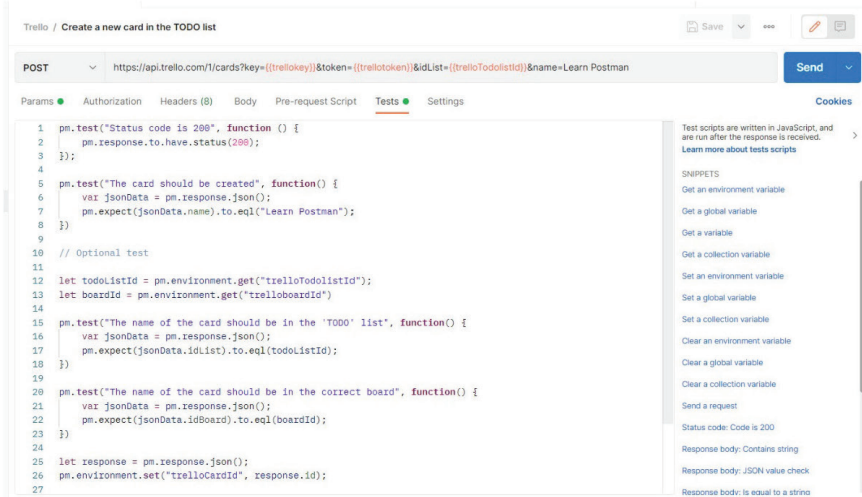 Trello / Create a new card in the TODO list
Save
POST
https://api.trello.com/1/cards?key={{trellokey}}&token={{trellotoken}}&idList={{trelloTodolistId}}&name=Learn Postman
Send
Params Authorization Headers (8) Body Pre-request Script Tests Settings
Cookies
1 pm.test("Status code is 200", function () {
2     pm.response.to.have.status(200);
3 });
4
5 pm.test("The card should be created", function() {
6     var jsonData = pm.response.json();
7     pm.expect(jsonData.name).to.eql("Learn Postman");
8 })
9
10 // Optional test
11
12 let todoListId = pm.environment.get("trelloTodolistId");
13 let boardId = pm.environment.get("trelloboardId")
14
15 pm.test("The name of the card should be in the 'TODO' list", function() {
16     var jsonData = pm.response.json();
17     pm.expect(jsonData.idList).to.eql(todoListId);
18 })
19
20 pm.test("The name of the card should be in the correct board", function() {
21     var jsonData = pm.response.json();
22     pm.expect(jsonData.idBoard).to.eql(boardId);
23 })
24
25 let response = pm.response.json();
26 pm.environment.set("trelloCardId", response.id);
27
Test scripts are written in JavaScript, and
are run after the response is received.
Learn more about tests scripts
SNIPPETS
Get an environment variable
Get a global variable
Get a variable
Get a collection variable
Set an environment variable
Set a global variable
Set a collection variable
Clear an environment variable
Clear a global variable
Clear a collection variable
Send a request
Status code: Code is 200
Response body: Contains string
Response body: JSON value check
Response body: Is equal to a string